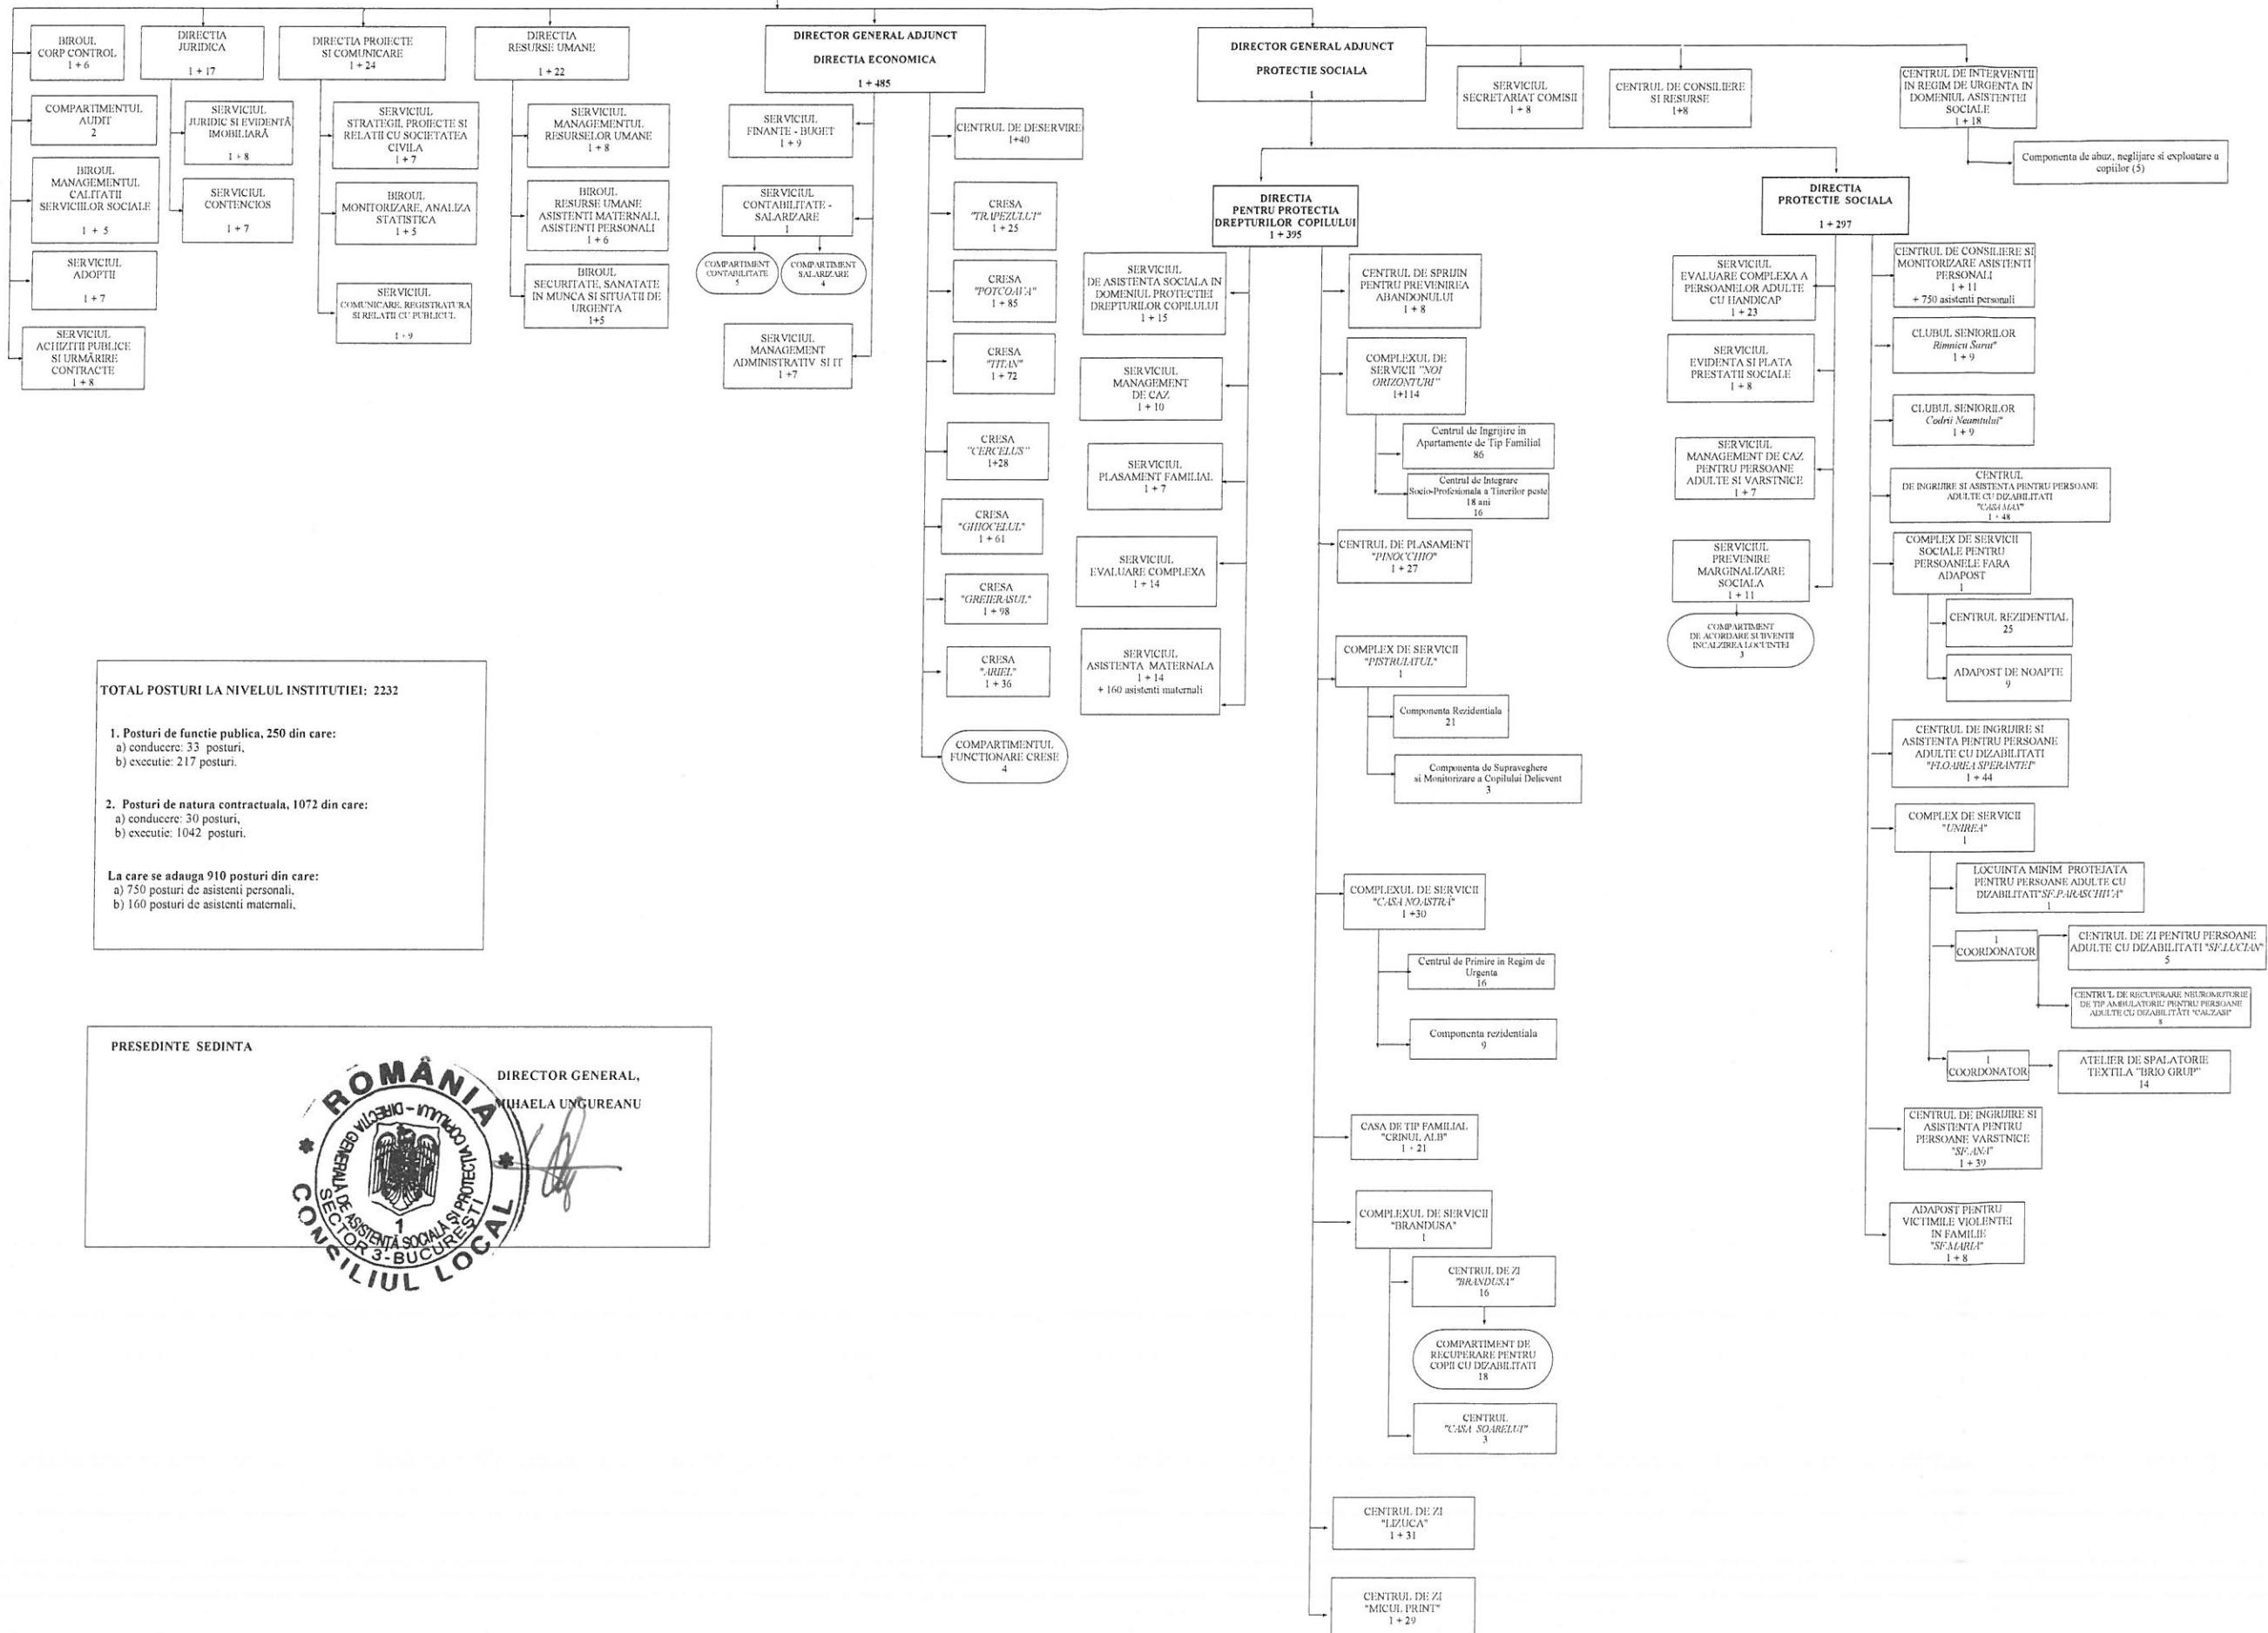 BIROUL
CORP CONTROL
1 + 6
COMPARTIMENTUL
AUDIT
2
BIROUL
MANAGEMENTUL
CALITATII
SERVICIILOR SOCIALE
1 + 5
SERVICIUL
ADOPTII
1 + 7
SERVICIUL
ACHIZITII PUBLICE
SI URMĂRIRE
CONTRACTE
1 + 8
DIRECTIA
JURIDICA
1 + 17
SERVICIUL
JURIDIC SI EVIDENTĂ
IMOBILIARĂ
1 + 8
SERVICIUL
CONTENCIOS
1 + 7
DIRECTIA PROIECTE
SI COMUNICARE
1 + 24
SERVICIUL
STRATEGII, PROIECTE SI
RELATII CU SOCIETATEA
CIVILA
1 + 7
BIROUL
MONITORIZARE, ANALIZA
STATISTICA
1 + 5
SERVICIUL
COMUNICARE, REGISTRATURA
SI RELATII CU PUBLICUL
1 + 9
DIRECTIA
RESURSE UMANE
1 + 22
SERVICIUL
MANAGEMENTUL
RESURSELOR UMANE
1 + 8
BIROUL
RESURSE UMANE
ASISTENTI MATERNALI,
ASISTENTI PERSONALI
1 + 6
BIROUL
SECURITATE, SANATATE
IN MUNCA SI SITUATII DE
URGENTA
1+5
DIRECTOR GENERAL ADJUNCT
DIRECTIA ECONOMICA
1 + 485
SERVICIUL
FINANTE - BUGET
1 + 9
SERVICIUL
CONTABILITATE -
SALARIZARE
1
COMPARTIMENT
CONTABILITATE
5
COMPARTIMENT
SALARIZARE
4
SERVICIUL
MANAGEMENT
ADMINISTRATIV SI IT
1 +7
CENTRUL DE DESERVIRE
1+40
CRESA
"TRAPEZULUI"
1 + 25
CRESA
"POTCOAVA"
1 + 85
CRESA
"TITAN"
1 + 72
CRESA
"CERCELUS"
1+28
CRESA
"GHIOCELUL"
1 + 61
CRESA
"GREIERASUL"
1 + 98
CRESA
"ARIEL"
1 + 36
COMPARTIMENTUL
FUNCTIONARE CRESE
4
DIRECTOR GENERAL ADJUNCT
PROTECTIE SOCIALA
1
SERVICIUL
SECRETARIAT COMISII
1 + 8
CENTRUL DE CONSILIERE
SI RESURSE
1+8
CENTRUL DE INTERVENTII
IN REGIM DE URGENTA IN
DOMENIUL ASISTENTEI
SOCIALE
1 + 18
Componenta de abuz, neglijare si exploatare a
copiilor (5)
DIRECTIA
PENTRU PROTECTIA
DREPTURILOR COPILULUI
1 + 395
SERVICIUL
DE ASISTENTA SOCIALA IN
DOMENIUL PROTECTIEI
DREPTURILOR COPILULUI
1 + 15
SERVICIUL
MANAGEMENT
DE CAZ
1 + 10
SERVICIUL
PLASAMENT FAMILIAL
1 + 7
SERVICIUL
EVALUARE COMPLEXA
1 + 14
SERVICIUL
ASISTENTA MATERNALA
1 + 14
+ 160 asistenti maternali
CENTRUL DE SPRIJIN
PENTRU PREVENIREA
ABANDONULUI
1 + 8
COMPLEXUL DE
SERVICII "NOI
ORIZONTURI"
1+114
Centrul de Ingrijire in
Apartamente de Tip Familial
86
Centrul de Integrare
Socio-Profesionala a Tinerilor peste
18 ani
16
CENTRUL DE PLASAMENT
"PINOCCHIO"
1 + 27
COMPLEX DE SERVICII
"PISTRUIATUL"
1
Componenta Rezidentiala
21
Componenta de Supraveghere
si Monitorizare a Copilului Delicvent
3
COMPLEXUL DE SERVICII
"CASA NOASTRĂ"
1 +30
Centrul de Primire in Regim de
Urgenta
16
Componenta rezidentiala
9
CASA DE TIP FAMILIAL
"CRINUL ALB"
1 + 21
COMPLEXUL DE SERVICII
"BRANDUSA"
1
CENTRUL DE ZI
"BRANDUSA"
16
COMPARTIMENT DE
RECUPERARE PENTRU
COPII CU DIZABILITATI
18
CENTRUL
"CASA SOARELUI"
3
CENTRUL DE ZI
"LIZUCA"
1 + 31
CENTRUL DE ZI
"MICUL PRINT"
1 + 29
DIRECTIA
PROTECTIE SOCIALA
1 + 297
SERVICIUL
EVALUARE COMPLEXA A
PERSOANELOR ADULTE
CU HANDICAP
1 + 23
SERVICIUL
EVIDENTA SI PLATA
PRESTATII SOCIALE
1 + 8
SERVICIUL
MANAGEMENT DE CAZ
PENTRU PERSOANE
ADULTE SI VARSTNICE
1 + 7
SERVICIUL
PREVENIRE
MARGINALIZARE
SOCIALA
1 + 11
COMPARTIMENT
DE ACORDARE SUBVENTII
INCALZIREA LOCUINTEI
3
CENTRUL DE CONSILIERE SI
MONITORIZARE ASISTENTI
PERSONALI
1 + 11
+ 750 asistenti personali
CLUBUL SENIORILOR
Rimnicu Sarat"
1 + 9
CLUBUL SENIORILOR
Codrii Neamtului"
1 + 9
CENTRUL
DE INGRIJIRE SI ASISTENTA PENTRU PERSOANE
ADULTE CU DIZABILITATI
"CASA MAX"
1 + 48
COMPLEX DE SERVICII
SOCIALE PENTRU
PERSOANELE FARA
ADAPOST
1
CENTRUL REZIDENTIAL
25
ADAPOST DE NOAPTE
9
CENTRUL DE INGRIJIRE SI
ASISTENTA PENTRU PERSOANE
ADULTE CU DIZABILITATI
"FLOAREA SPERANTEI"
1 + 44
COMPLEX DE SERVICII
"UNIREA"
1
LOCUINTA MINIM PROTEJATA
PENTRU PERSOANE ADULTE CU
DIZABILITATI"SF.PARASCHIVA"
1
1
COORDONATOR
CENTRUL DE ZI PENTRU PERSOANE
ADULTE CU DIZABILITATI "SF.LUCIAN"
5
CENTRUL DE RECUPERARE NEUROMOTORIE
DE TIP AMBULATORIU PENTRU PERSOANE
ADULTE CU DIZABILITĂTI "CAUZASI"
8
1
COORDONATOR
ATELIER DE SPALATORIE
TEXTILA "BRIO GRUP"
14
CENTRUL DE INGRIJIRE SI
ASISTENTA PENTRU
PERSOANE VARSTNICE
"SF.ANA"
1 + 39
ADAPOST PENTRU
VICTIMILE VIOLENTEI
IN FAMILIE
"SF.MARIA"
1 + 8
TOTAL POSTURI LA NIVELUL INSTITUTIEI: 2232
1. Posturi de functie publica, 250 din care:
a) conducere: 33 posturi,
b) executie: 217 posturi.
2. Posturi de natura contractuala, 1072 din care:
a) conducere: 30 posturi,
b) executie: 1042 posturi.
La care se adauga 910 posturi din care:
a) 750 posturi de asistenti personali,
b) 160 posturi de asistenti maternali,
PRESEDINTE SEDINTA
DIRECTOR GENERAL,
MIHAELA UNGUREANU
ROMÂNIA
CONSILIUL LOCAL
DIRECȚIA GENERALĂ DE ASISTENȚĂ SOCIALĂ ȘI PROTECȚIA COPILULUI
SECTOR 3-BUCUREȘTI
1